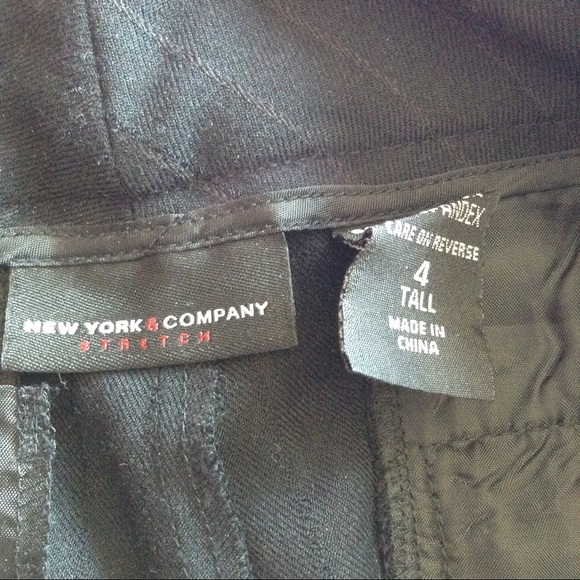 NEW YORK & COMPANY
STRETCH
CARE ON REVERSE
4
TALL
MADE IN
CHINA